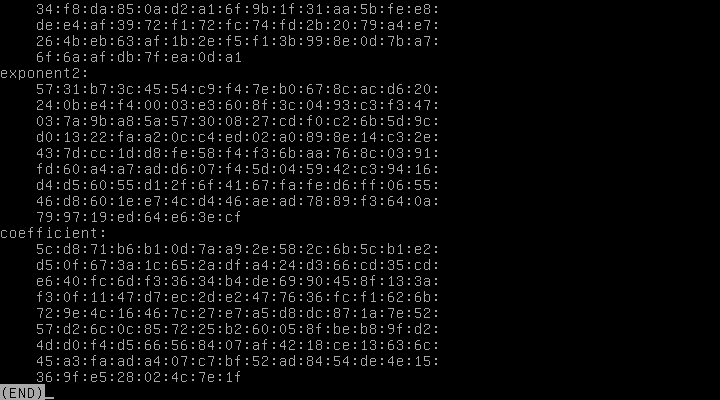 34:f8:da:85:0a:d2:a1:6f:9b:1f:31:aa:5b:fe:e8:
de:e4:af:39:72:f1:72:fc:74:fd:2b:20:79:a4:e7:
26:4b:eb:63:af:1b:2e:f5:f1:3b:99:8e:0d:7b:a7:
6f:6a:af:db:7f:ea:0d:a1
exponent2:
57:31:b7:3c:45:54:c9:f4:7e:b0:67:8c:ac:d6:20:
24:0b:e4:f4:00:03:e3:60:8f:3c:04:93:c3:f3:47:
03:7a:9b:a8:5a:57:30:08:27:cd:f0:c2:6b:5d:9c:
d0:13:22:fa:a2:0c:c4:ed:02:a0:89:8e:14:c3:2e:
43:7d:cc:1d:d8:fe:58:f4:f3:6b:aa:76:8c:03:91:
fd:60:a4:a7:ad:d6:07:f4:5d:04:59:42:c3:94:16:
d4:d5:60:55:d1:2f:6f:41:67:fa:fe:d6:ff:06:55:
46:d8:60:1e:e7:4c:d4:46:ae:ad:78:89:f3:64:0a:
79:97:19:ed:64:e6:3e:cf
coefficient:
5c:d8:71:b6:b1:0d:7a:a9:2e:58:2c:6b:5c:b1:e2:
d5:0f:67:3a:1c:65:2a:df:a4:24:d3:66:cd:35:cd:
e6:40:fc:6d:f3:36:34:b4:de:69:90:45:8f:13:3a:
f3:0f:11:47:d7:ec:2d:e2:47:76:36:fc:f1:62:6b:
72:9e:4c:16:46:7c:27:e7:a5:d8:dc:87:1a:7e:52:
57:d2:6c:0c:85:72:25:b2:60:05:8f:be:b8:9f:d2:
4d:d0:f4:d5:66:56:84:07:af:42:18:ce:13:63:6c:
45:a3:fa:ad:a4:07:c7:bf:52:ad:84:54:de:4e:15:
36:9f:e5:28:02:4c:7e:1f
(END)